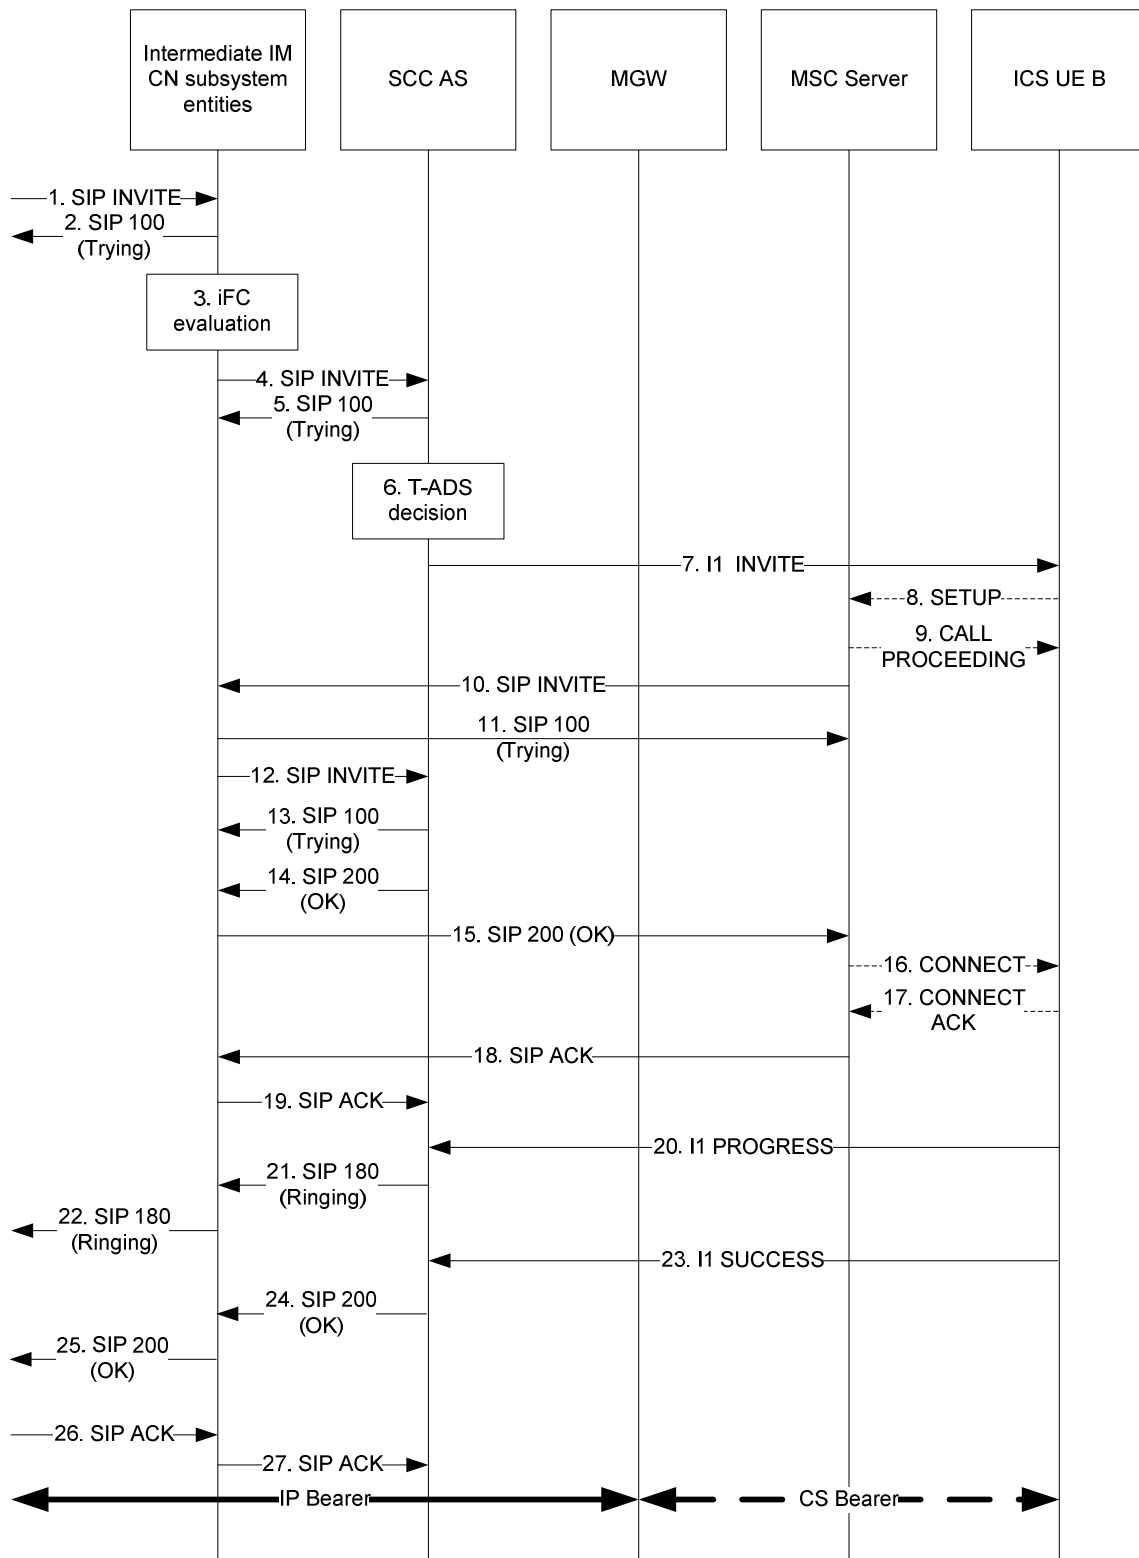 Intermediate IM
CN subsystem
entities
SCC AS
MGW
MSC Server
ICS UE B
1. SIP INVITE
2. SIP 100
(Trying)
3. iFC
evaluation
4. SIP INVITE
5. SIP 100
(Trying)
6. T-ADS
decision
7. I1 INVITE
8. SETUP
9. CALL
PROCEEDING
10. SIP INVITE
11. SIP 100
(Trying)
12. SIP INVITE
13. SIP 100
(Trying)
14. SIP 200
(OK)
15. SIP 200 (OK)
16. CONNECT
17. CONNECT
ACK
18. SIP ACK
19. SIP ACK
20. I1 PROGRESS
21. SIP 180
(Ringing)
22. SIP 180
(Ringing)
23. I1 SUCCESS
24. SIP 200
(OK)
25. SIP 200
(OK)
26. SIP ACK
27. SIP ACK
IP Bearer
CS Bearer